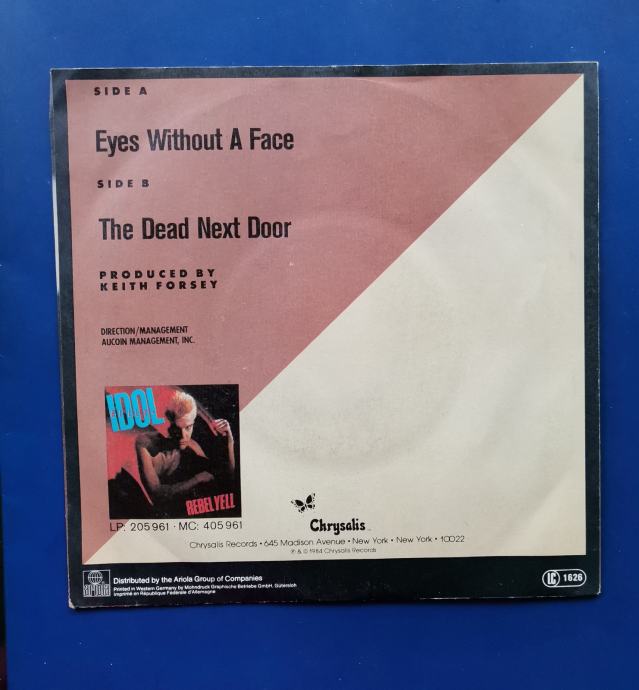 SIDE A
Eyes Without A Face
SIDE B
The Dead Next Door
PRODUCED BY
KEITH FORSEY
DIRECTION/MANAGEMENT
AUCOIN MANAGEMENT, INC.
IDOL
REBEL YELL
LP: 205 961 · MC: 405 961
Chrysalis
Chrysalis Records • 645 Madison Avenue • New York • New York • 10022
℗ & © 1984 Chrysalis Records
ariola
Distributed by the Ariola Group of Companies
Printed in Western Germany by Mohndruck Graphische Betriebe GmbH, Gütersloh
Imprimé en République Fédérale d'Allemagne
LC 1626